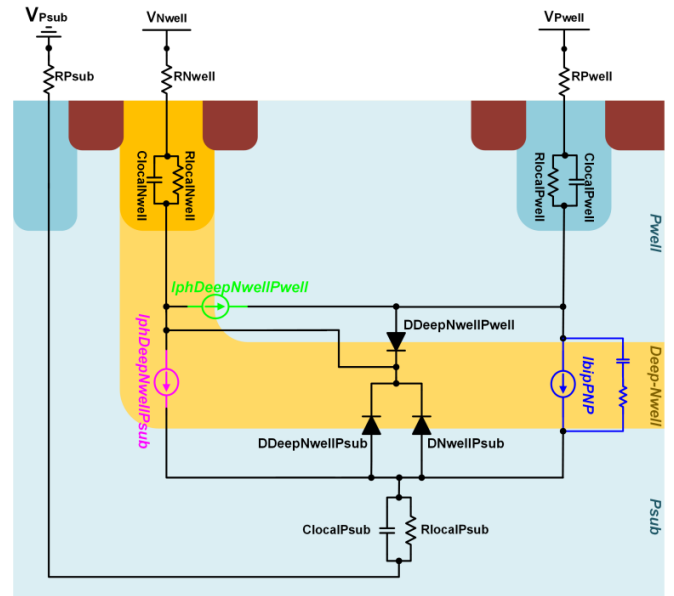 VPsub
VNwell
VPwell
RPsub
RNwell
RPwell
ClocalNwell
RlocalNwell
RlocalPwell
ClocalPwell
Pwell
IphDeepNwellPwell
IphDeepNwellPsub
DDeepNwellPwell
IbipPNP
Deep-Nwell
DDeepNwellPsub
DNwellPsub
ClocalPsub
RlocalPsub
Psub